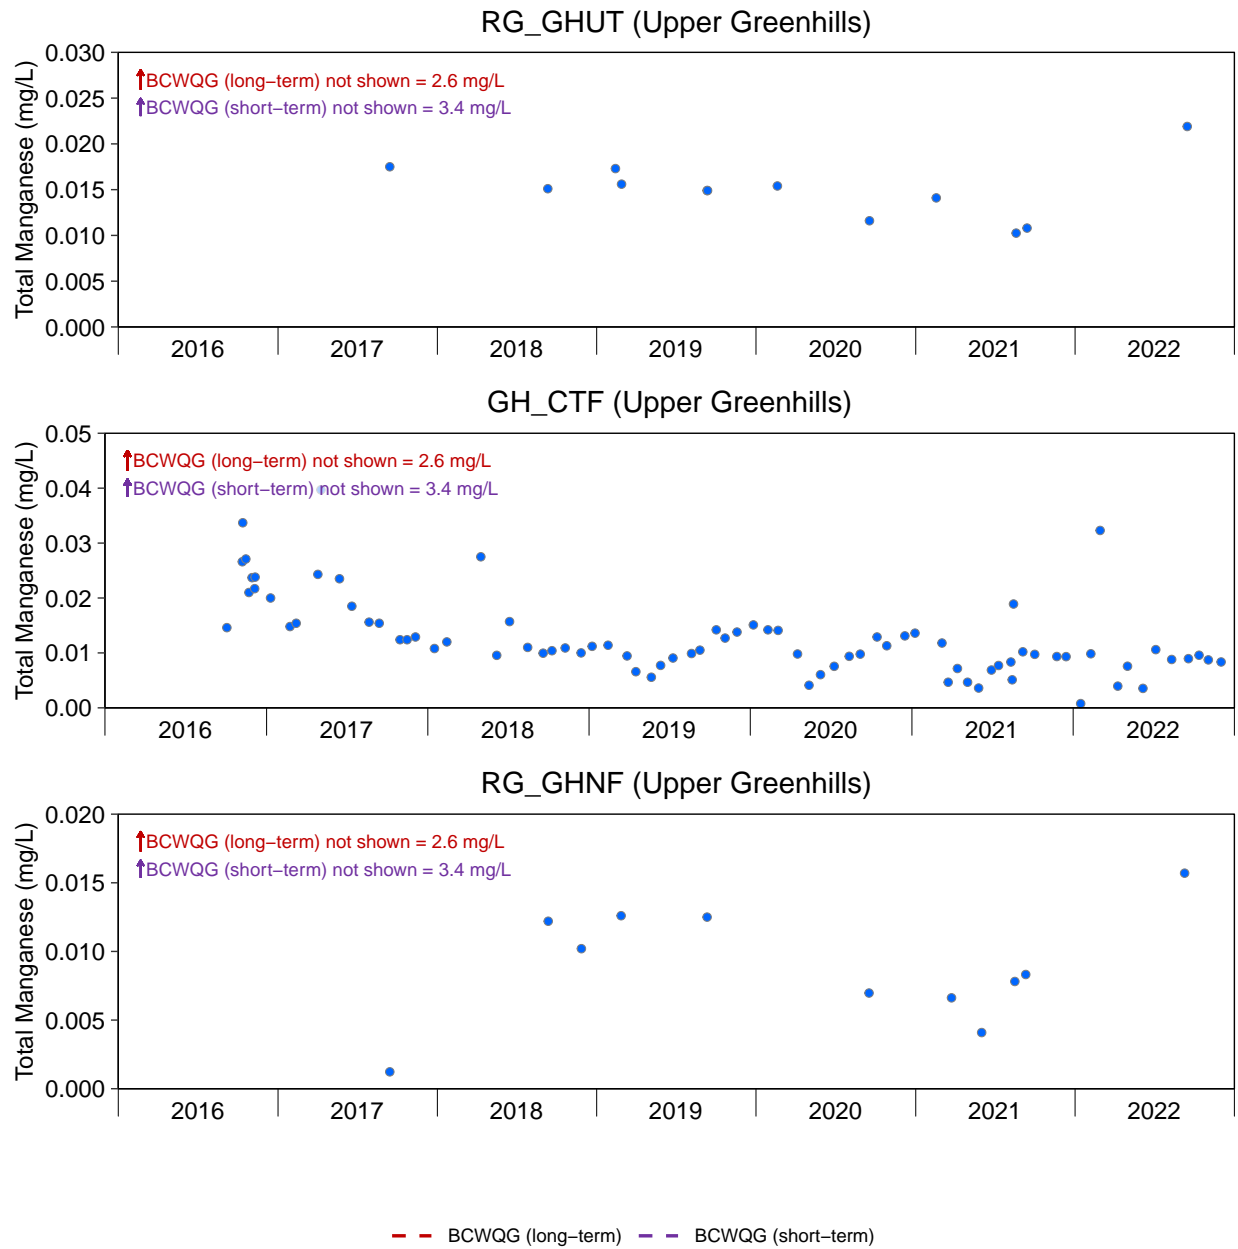 RG_GHUT (Upper Greenhills)
Total Manganese (mg/L)
0.030
0.025
0.020
0.015
0.010
0.005
0.000
↑BCWQG (long−term) not shown = 2.6 mg/L
↑BCWQG (short−term) not shown = 3.4 mg/L
2016 2017 2018 2019 2020 2021 2022
GH_CTF (Upper Greenhills)
Total Manganese (mg/L)
0.05
0.04
0.03
0.02
0.01
0.00
↑BCWQG (long−term) not shown = 2.6 mg/L
↑BCWQG (short−term) not shown = 3.4 mg/L
2016 2017 2018 2019 2020 2021 2022
RG_GHNF (Upper Greenhills)
Total Manganese (mg/L)
0.020
0.015
0.010
0.005
0.000
↑BCWQG (long−term) not shown = 2.6 mg/L
↑BCWQG (short−term) not shown = 3.4 mg/L
2016 2017 2018 2019 2020 2021 2022
BCWQG (long−term) BCWQG (short−term)